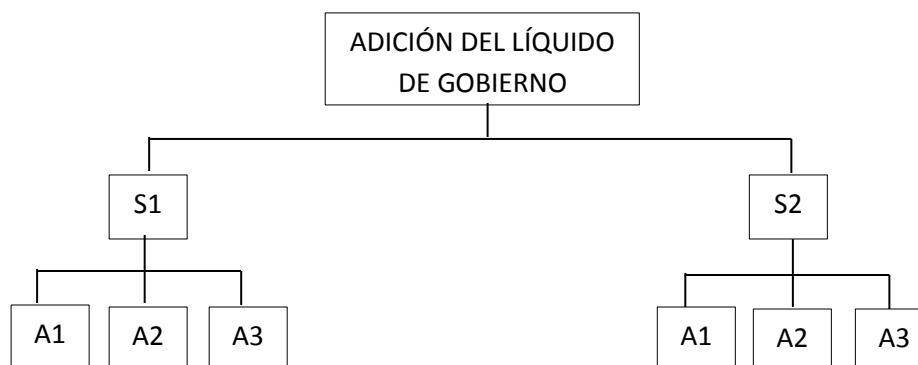 ADICIÓN DEL LÍQUIDO
DE GOBIERNO
S1
S2
A1
A2
A3
A1
A2
A3